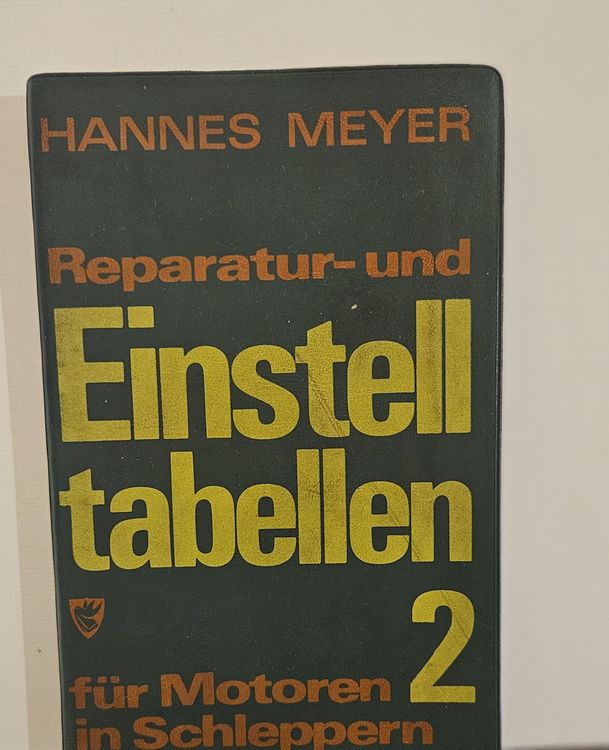 HANNES MEYER
Reparatur- und
Einstell
tabellen
2
für Motoren
in Schleppern